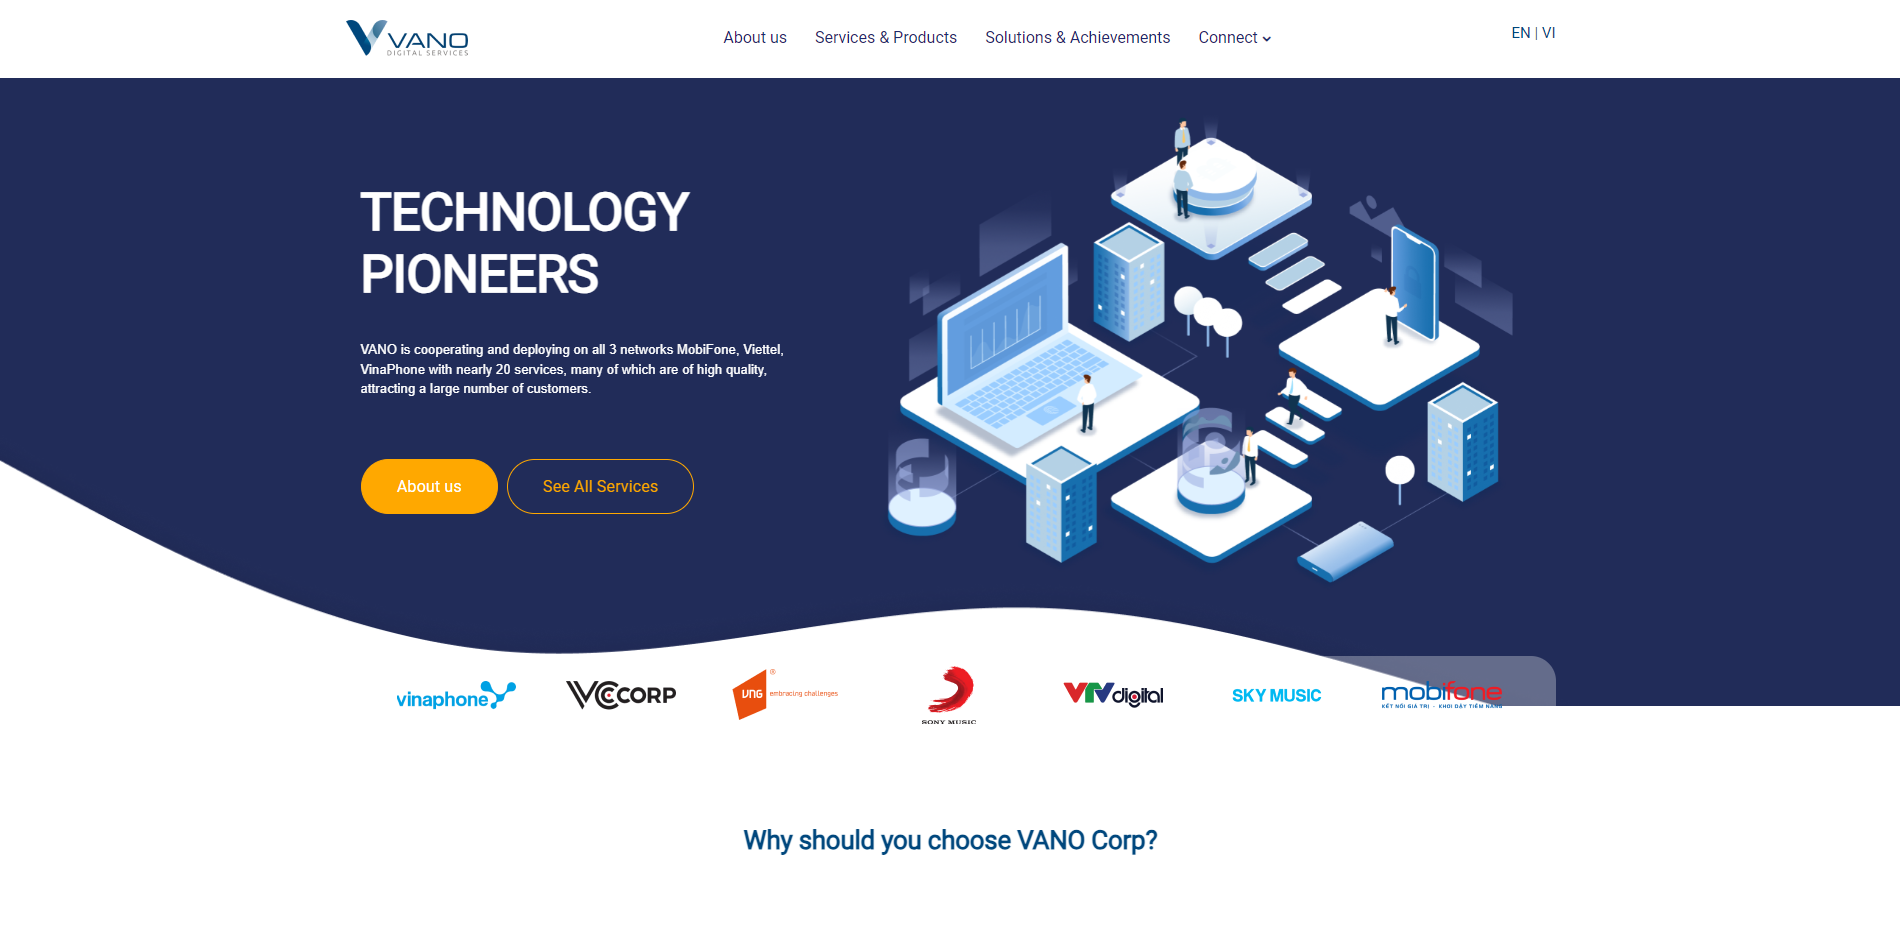 VANO
DIGITAL SERVICES
About us
Services & Products
Solutions & Achievements
Connect
EN | VI
TECHNOLOGY
PIONEERS
VANO is cooperating and deploying on all 3 networks MobiFone, Viettel,
VinaPhone with nearly 20 services, many of which are of high quality,
attracting a large number of customers.
About us
See All Services
vinaphone
VCCORP
VNG
®
embracing challenges
SONY MUSIC
VTVdigital
SKY MUSIC
mobifone
KẾT NỐI GIÁ TRỊ - KHƠI DẬY TIỀM NĂNG
Why should you choose VANO Corp?